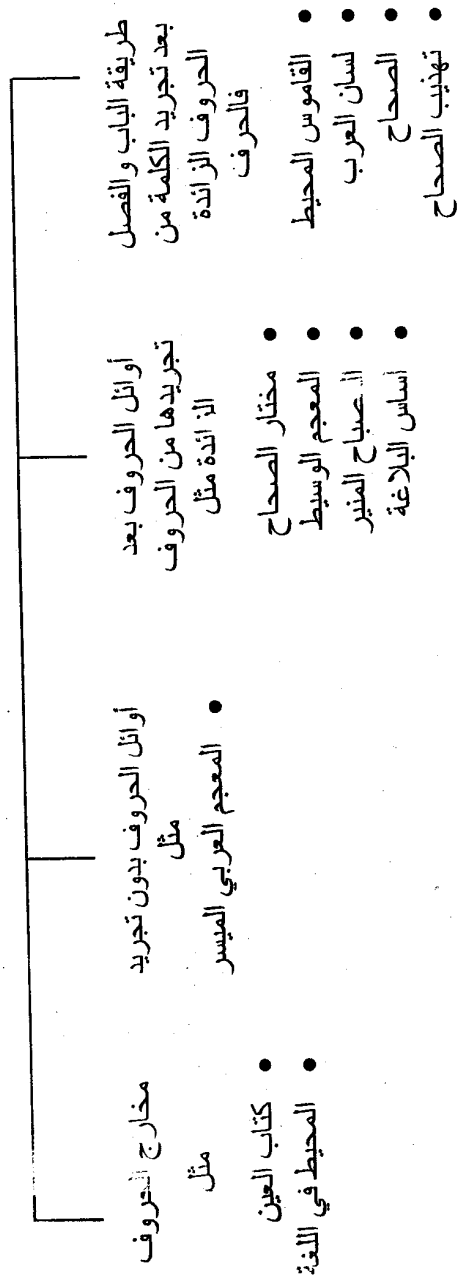 طريقة الباب والفصل
بعد تجريد الكلمة من
الحروف الزائدة
فالحرف
• القاموس المحيط
• لسان العرب
• الصحاح
• تهذيب الصحاح
أوائل الحروف بعد
تجريدها من الحروف
الزائدة مثل
• مختار الصحاح
• المعجم الوسيط
• المصباح المنير
• أساس البلاغة
أوائل الحروف بدون تجريد
مثل
• المعجم العربي الميسر
مخارج الحروف
مثل
• كتاب العين
• المحيط في اللغة